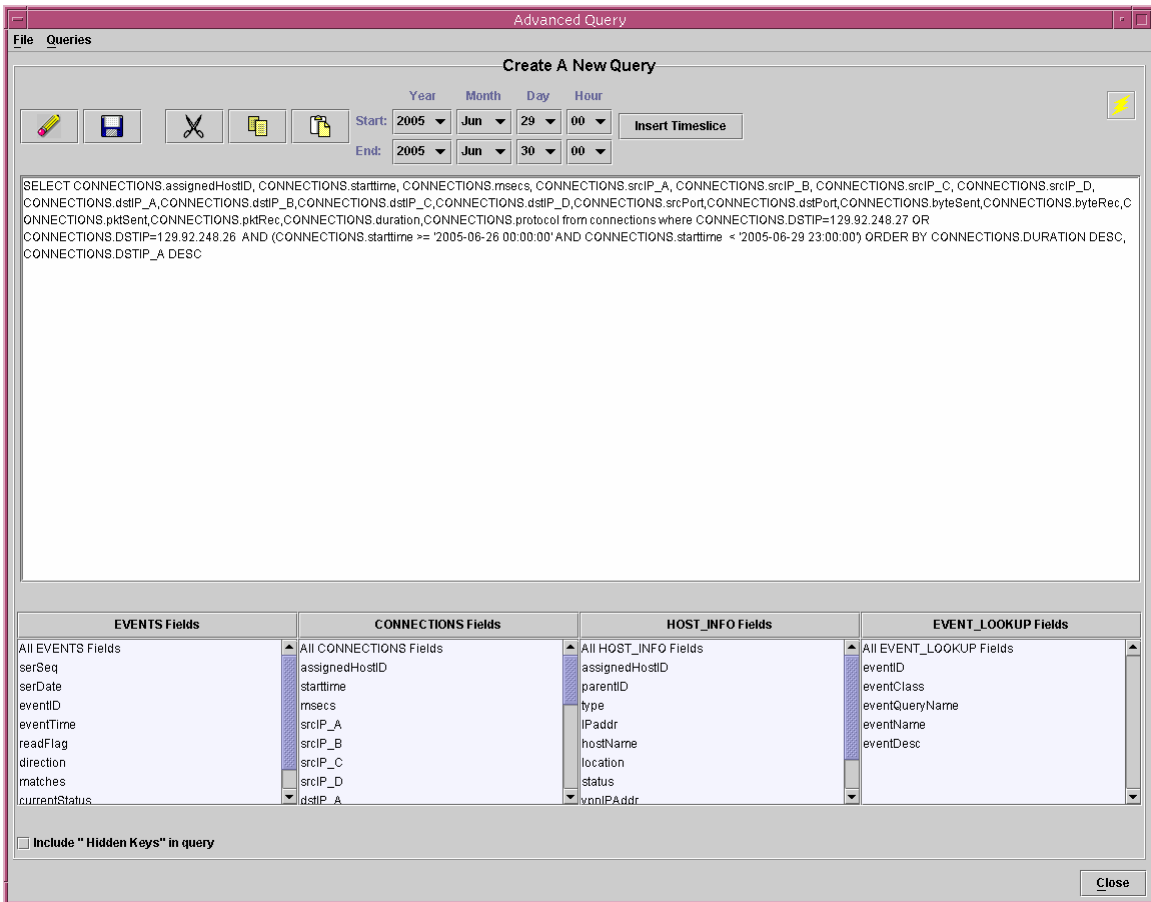 Advanced Query
File Queries
Create A New Query
Year Month Day Hour
Start: 2005 Jun 29 00 Insert Timeslice
End: 2005 Jun 30 00
SELECT CONNECTIONS.assignedHostID, CONNECTIONS.starttime, CONNECTIONS.msecs, CONNECTIONS.srcIP_A, CONNECTIONS.srcIP_B, CONNECTIONS.srcIP_C, CONNECTIONS.srcIP_D,
CONNECTIONS.dstIP_A,CONNECTIONS.dstIP_B,CONNECTIONS.dstIP_C,CONNECTIONS.dstIP_D,CONNECTIONS.srcPort,CONNECTIONS.dstPort,CONNECTIONS.byteSent,CONNECTIONS.byteRec,C
ONNECTIONS.pktSent,CONNECTIONS.pktRec,CONNECTIONS.duration,CONNECTIONS.protocol from connections where CONNECTIONS.DSTIP=129.92.248.27 OR
CONNECTIONS.DSTIP=129.92.248.26 AND (CONNECTIONS.starttime >= '2005-06-26 00:00:00' AND CONNECTIONS.starttime < '2005-06-29 23:00:00') ORDER BY CONNECTIONS.DURATION DESC,
CONNECTIONS.DSTIP_A DESC
EVENTS Fields CONNECTIONS Fields HOST_INFO Fields EVENT_LOOKUP Fields
All EVENTS Fields All CONNECTIONS Fields All HOST_INFO Fields All EVENT_LOOKUP Fields
serSeq assignedHostID assignedHostID eventID
serDate starttime parentID eventClass
eventID msecs type eventQueryName
eventTime srcIP_A IPaddr eventName
readFlag srcIP_B hostName eventDesc
direction srcIP_C location
matches srcIP_D status
currentStatus dstIP_A vpnIPAddr
Include " Hidden Keys" in query
Close